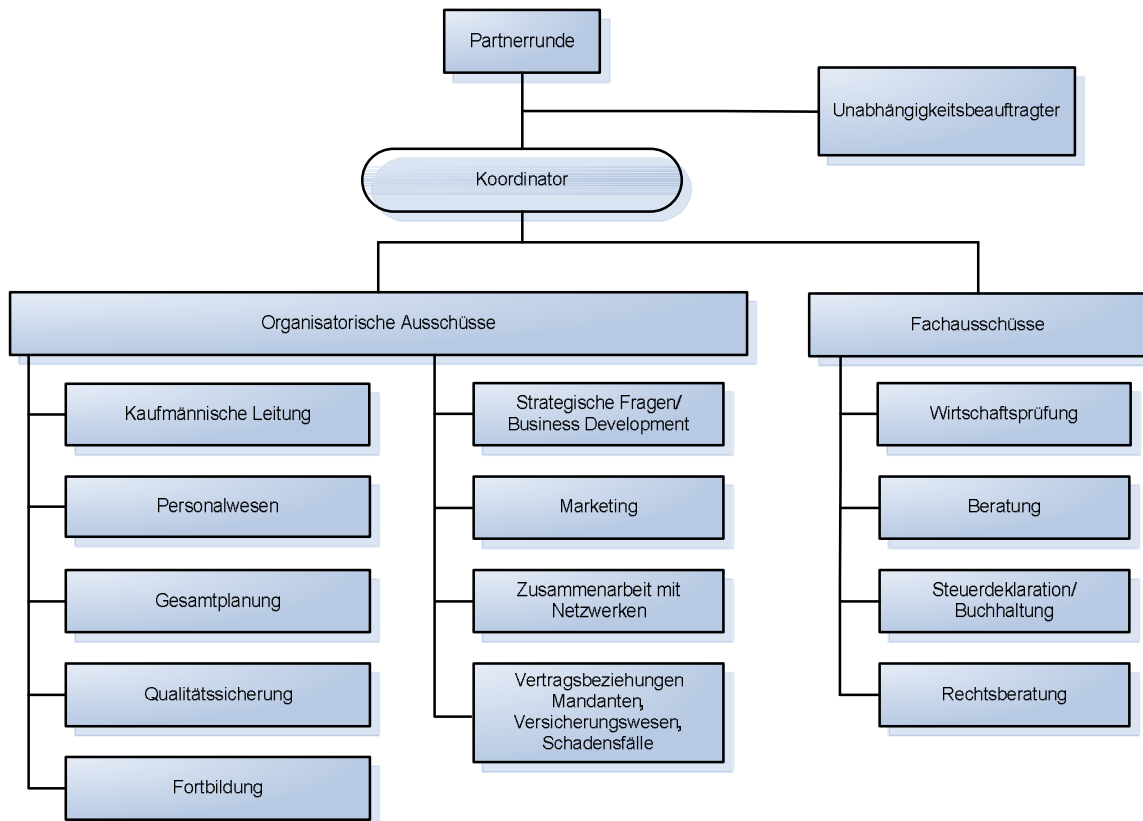 Partnerrunde
Unabhängigkeitsbeauftragter
Koordinator
Organisatorische Ausschüsse
Kaufmännische Leitung
Personalwesen
Gesamtplanung
Qualitätssicherung
Fortbildung
Strategische Fragen/
Business Development
Marketing
Zusammenarbeit mit
Netzwerken
Vertragsbeziehungen
Mandanten,
Versicherungswesen,
Schadensfälle
Fachausschüsse
Wirtschaftsprüfung
Beratung
Steuerdeklaration/
Buchhaltung
Rechtsberatung